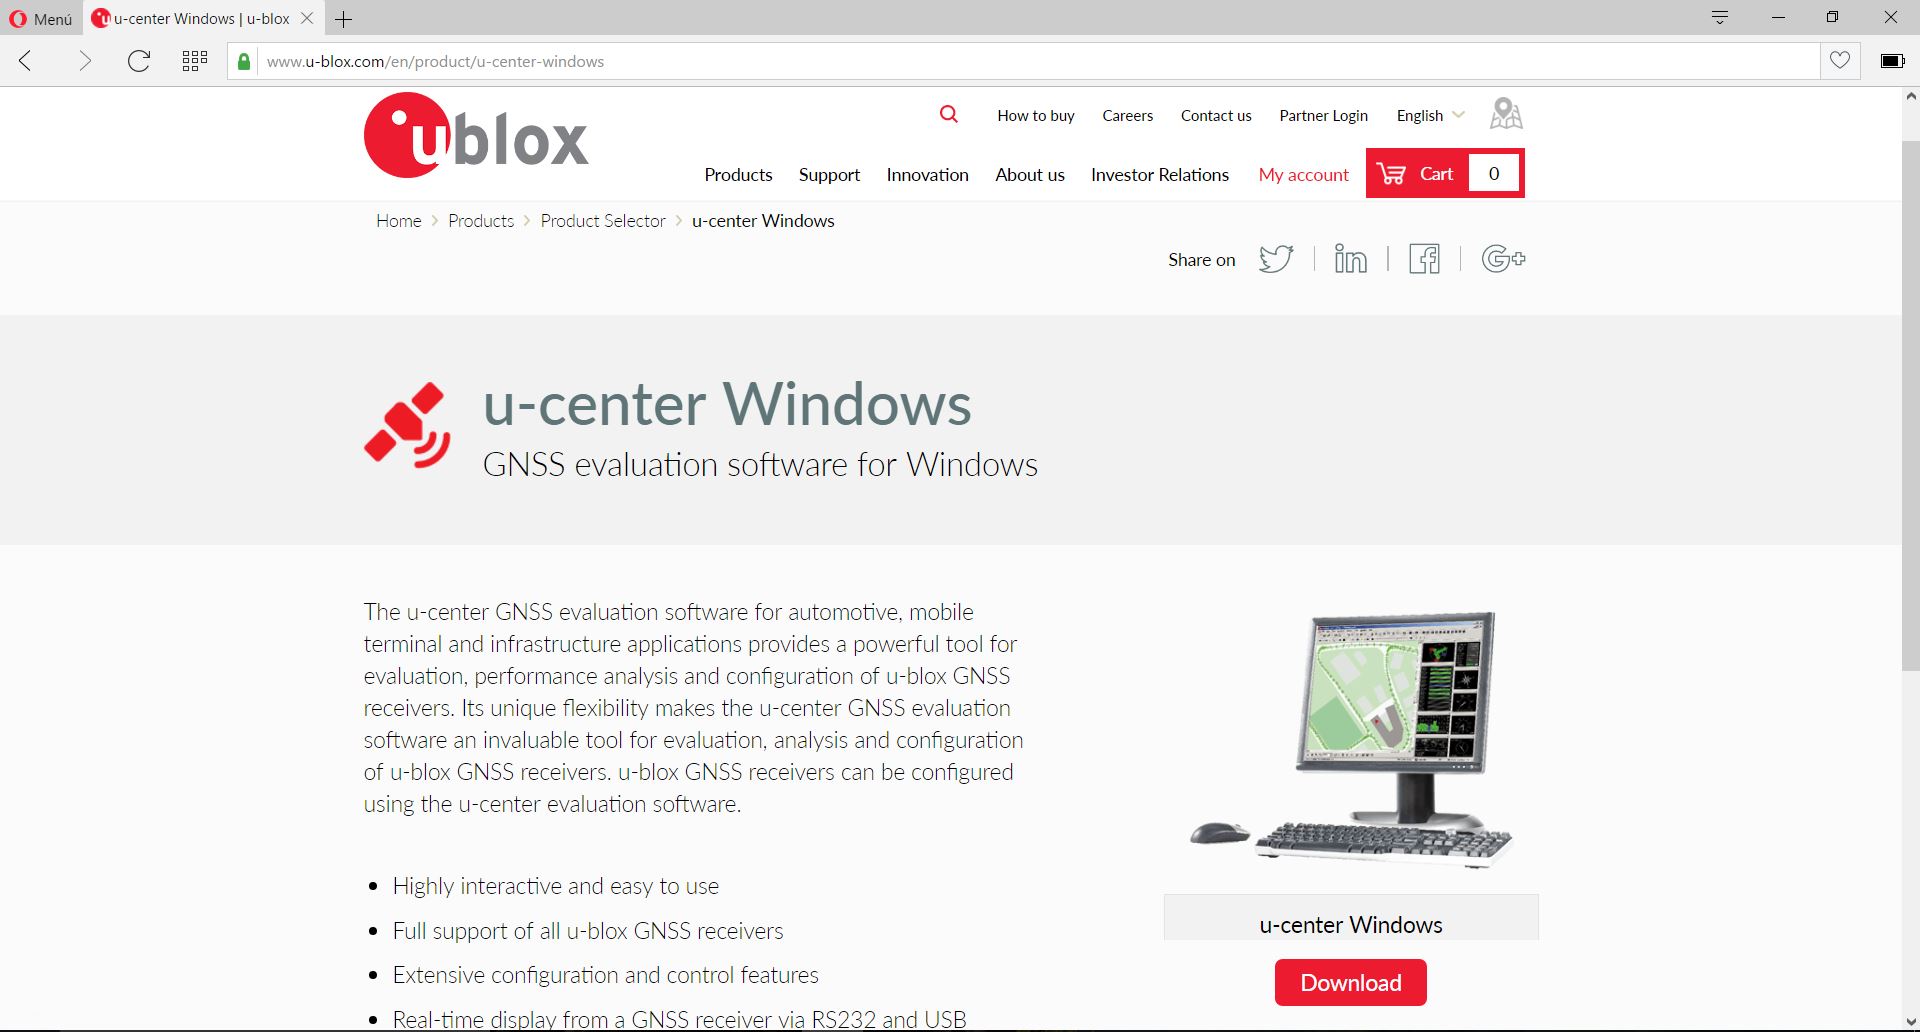 Menú
u-center Windows | u-blox
www.u-blox.com/en/product/u-center-windows
ublox
How to buy
Careers
Contact us
Partner Login
English
Products
Support
Innovation
About us
Investor Relations
My account
Cart
0
Home
Products
Product Selector
u-center Windows
Share on
in
G+
u-center Windows
GNSS evaluation software for Windows
The u-center GNSS evaluation software for automotive, mobile
terminal and infrastructure applications provides a powerful tool for
evaluation, performance analysis and configuration of u-blox GNSS
receivers. Its unique flexibility makes the u-center GNSS evaluation
software an invaluable tool for evaluation, analysis and configuration
of u-blox GNSS receivers. u-blox GNSS receivers can be configured
using the u-center evaluation software.
• Highly interactive and easy to use
• Full support of all u-blox GNSS receivers
• Extensive configuration and control features
• Real-time display from a GNSS receiver via RS232 and USB
u-center Windows
Download